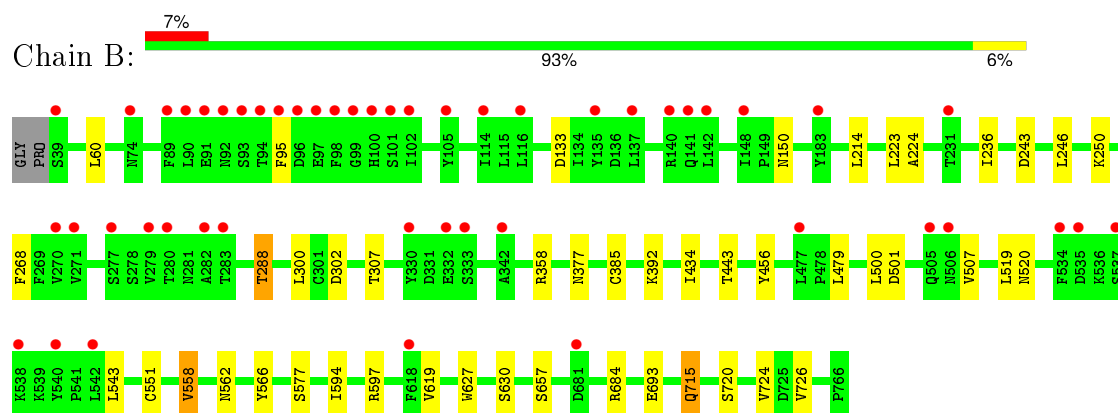 7%
Chain B:
93% 6%
GLY PRO S39 L60 N74 F89 L90 E91 N92 S93 T94 F95 D96 E97 F98 G99 H100 S101 I102 Y105 I114 L115 L116 D133 I134 Y135 D136 L137 R140 Q141 L142 I148 P149 N150 Y183 L214 L223 A224 T231 I236 D243 L246 K250
F268 F269 V270 V271 S277 S278 V279 T280 N281 A282 T283 T288 L300 C301 D302 T307 Y330 D331 E332 S333 A342 R358 N377 C385 K392 I434 T443 Y456 L477 P478 L479 L500 D501 Q505 N506 V507 L519 N520 F534 D535 K536 S537
K538 K539 Y540 P541 L542 L543 C551 V558 N562 Y566 S577 I594 R597 F618 V619 W627 S630 S657 D681 R684 E693 Q715 S720 V724 D725 V726 P766